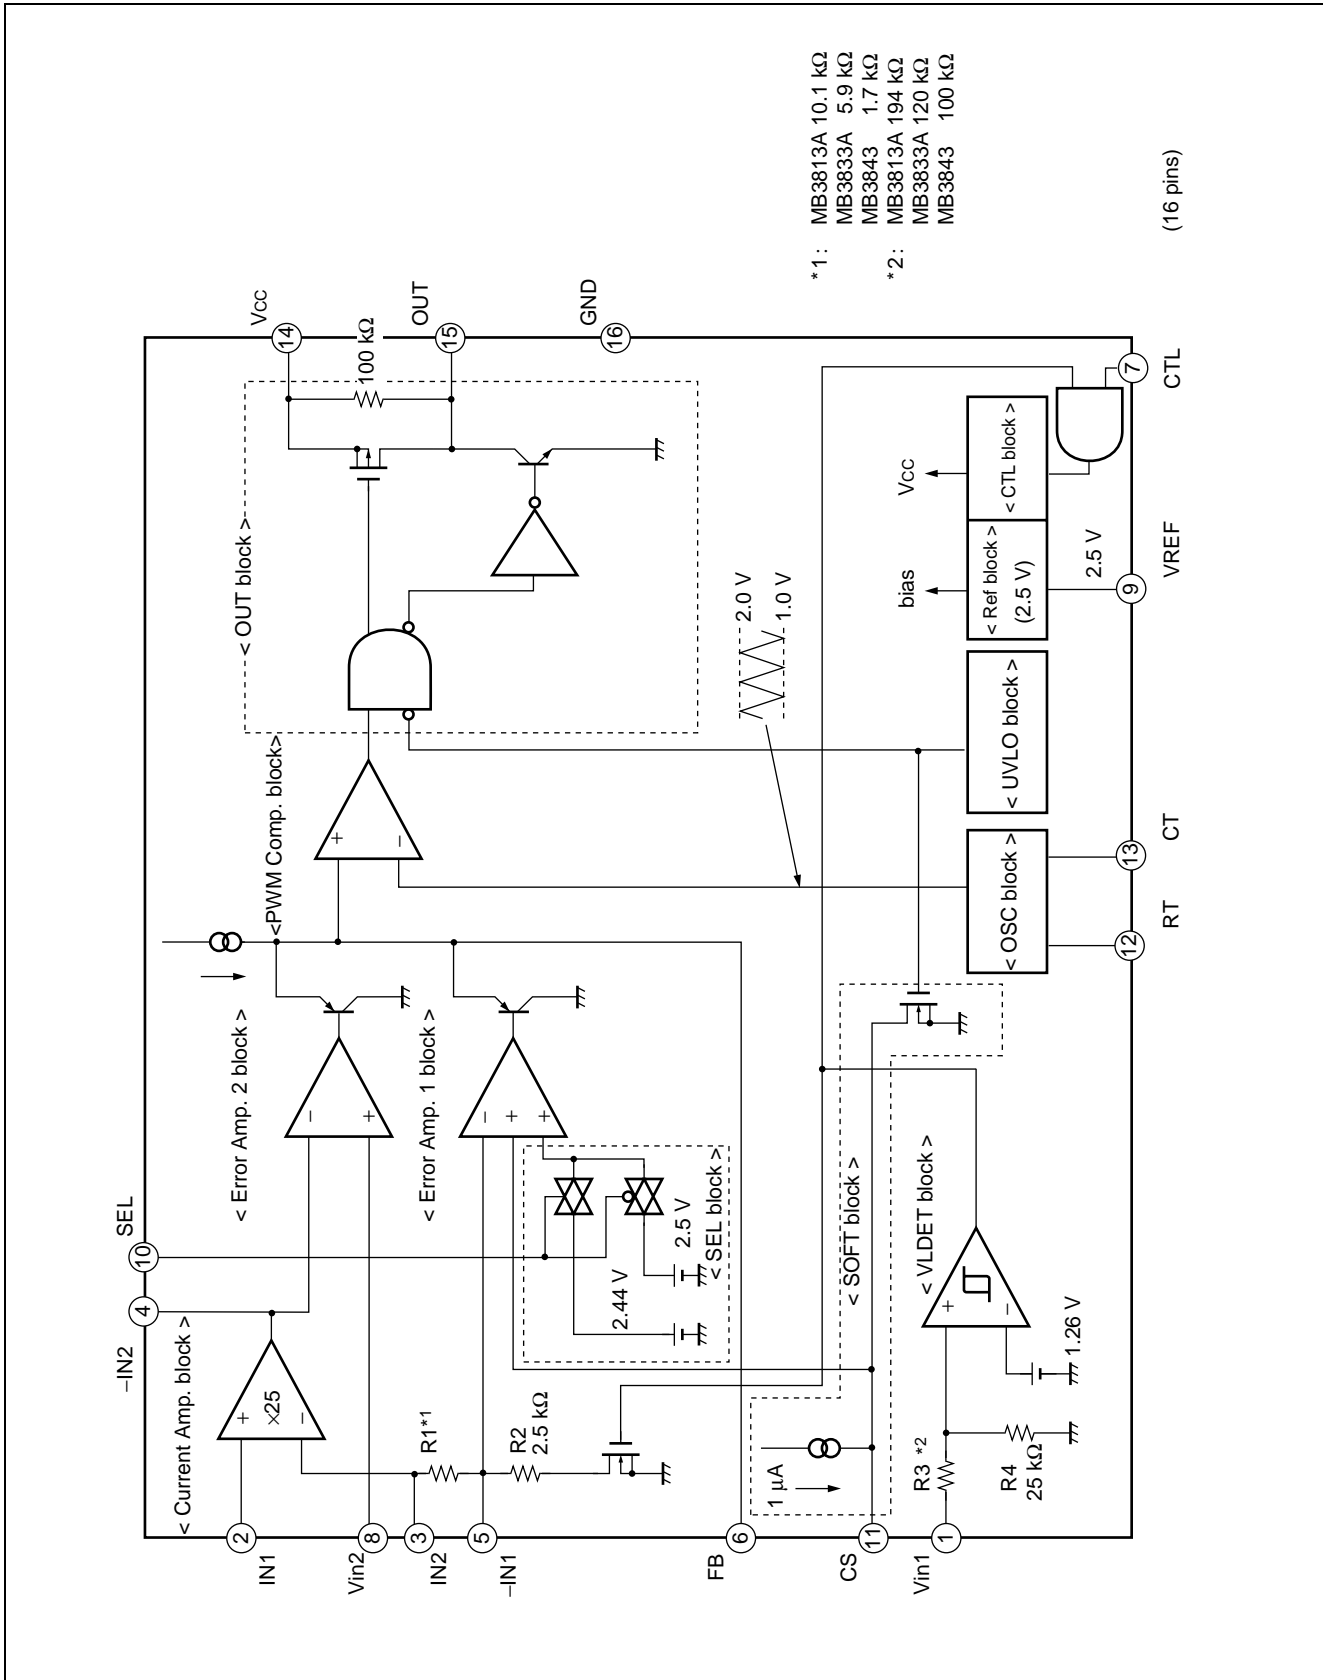 −IN2
SEL
4
10
< Current Amp. block >
IN1
2
+
×25
−
Vin2
8
IN2
3
R1*1
−IN1
5
R2
2.5 kΩ
< Error Amp. 2 block >
−
+
< Error Amp. 1 block >
−
+
+
2.44 V
2.5 V
< SEL block >
<PWM Comp. block>
+
−
< OUT block >
100 kΩ
14
VCC
15
OUT
16
GND
2.0 V
1.0 V
FB
6
1 µA
< SOFT block >
CS
11
Vin1
1
R3 *2
R4
25 kΩ
< VLDET block >
+
−
1.26 V
< OSC block >
< UVLO block >
bias
VCC
< Ref block >
(2.5 V)
< CTL block >
2.5 V
12
RT
13
CT
9
VREF
7
CTL
*1 : MB3813A 10.1 kΩ
MB3833A 5.9 kΩ
MB3843 1.7 kΩ
*2 : MB3813A 194 kΩ
MB3833A 120 kΩ
MB3843 100 kΩ
(16 pins)